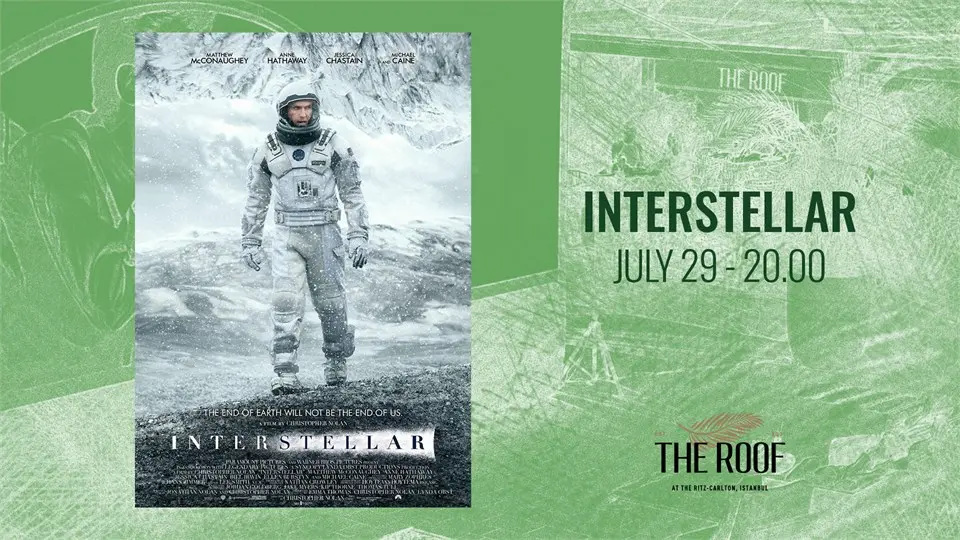 MATTHEW McCONAUGHEY
ANNE HATHAWAY
JESSICA CHASTAIN
AND MICHAEL CAINE
THE END OF EARTH WILL NOT BE THE END OF US.
A FILM BY CHRISTOPHER NOLAN
INTERSTELLAR
THE ROOF
INTERSTELLAR
JULY 29 - 20.00
THE ROOF
AT THE RITZ-CARLTON, ISTANBUL